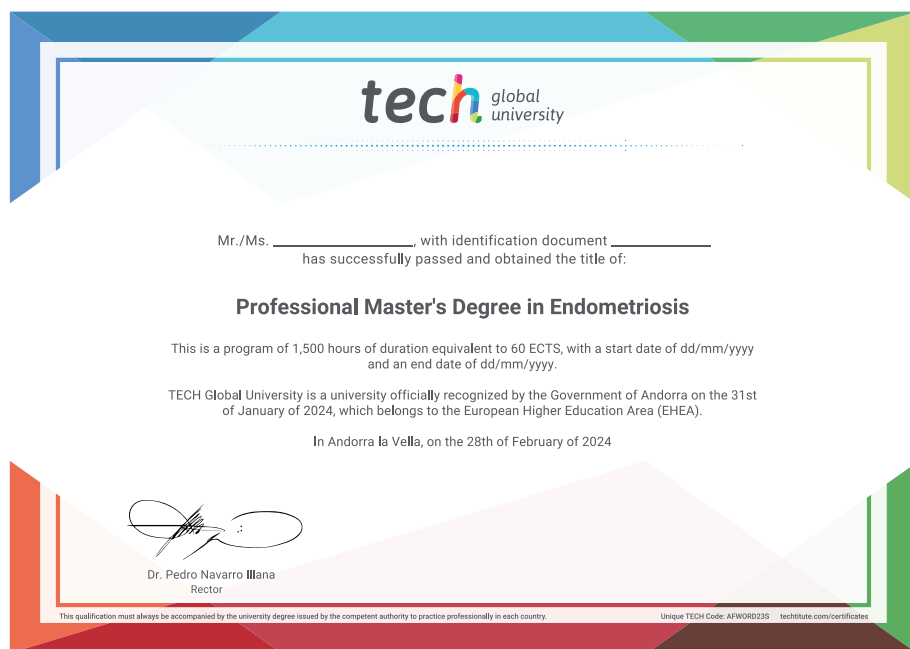 tech global
university
Mr./Ms. ____________________, with identification document ______________
has successfully passed and obtained the title of:
Professional Master's Degree in Endometriosis
This is a program of 1,500 hours of duration equivalent to 60 ECTS, with a start date of dd/mm/yyyy
and an end date of dd/mm/yyyy.
TECH Global University is a university officially recognized by the Government of Andorra on the 31st
of January of 2024, which belongs to the European Higher Education Area (EHEA).
In Andorra la Vella, on the 28th of February of 2024
Dr. Pedro Navarro Illana
Rector
This qualification must always be accompanied by the university degree issued by the competent authority to practice professionally in each country.
Unique TECH Code: AFWORD23S techtitute.com/certificates